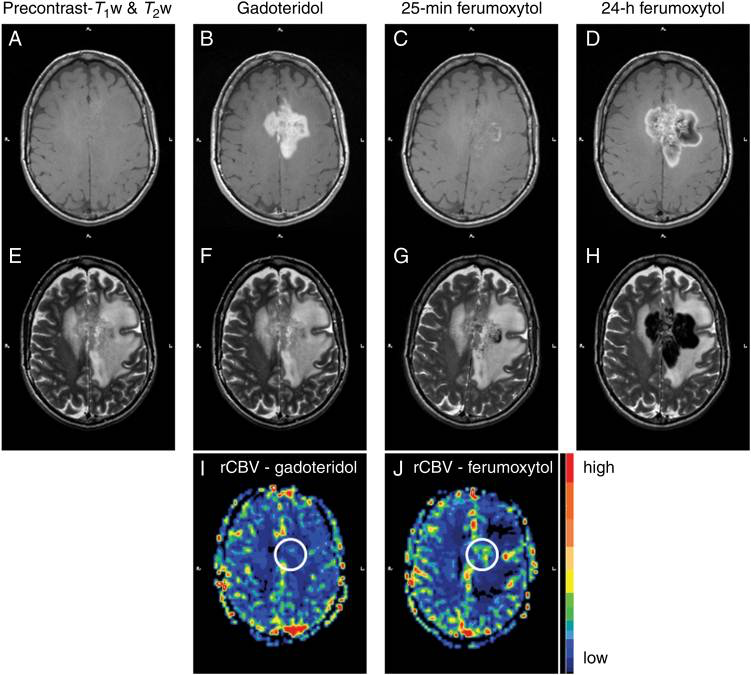 Precontrast-T1w & T2w
Gadoteridol
25-min ferumoxytol
24-h ferumoxytol
A
B
C
D
E
F
G
H
I rCBV - gadoteridol
J rCBV - ferumoxytol
high
low